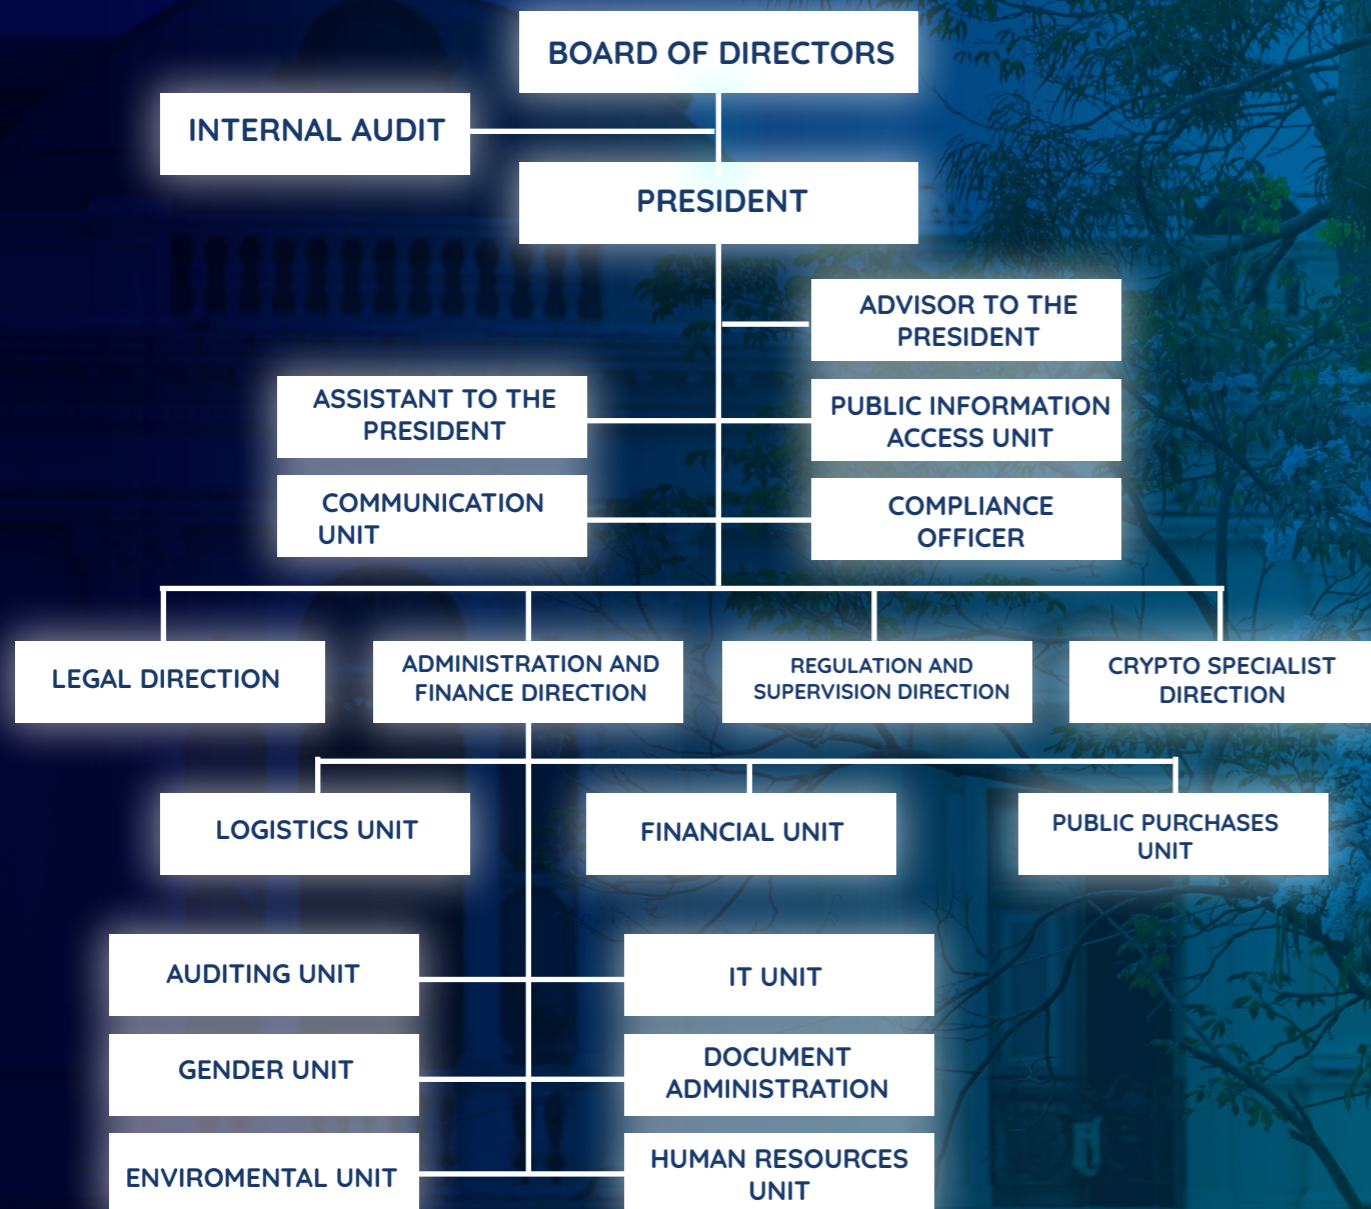 BOARD OF DIRECTORS
INTERNAL AUDIT
PRESIDENT
ADVISOR TO THE
PRESIDENT
ASSISTANT TO THE
PRESIDENT
PUBLIC INFORMATION
ACCESS UNIT
COMMUNICATION
UNIT
COMPLIANCE
OFFICER
LEGAL DIRECTION
ADMINISTRATION AND
FINANCE DIRECTION
REGULATION AND
SUPERVISION DIRECTION
CRYPTO SPECIALIST
DIRECTION
LOGISTICS UNIT
FINANCIAL UNIT
PUBLIC PURCHASES
UNIT
AUDITING UNIT
IT UNIT
GENDER UNIT
DOCUMENT
ADMINISTRATION
ENVIROMENTAL UNIT
HUMAN RESOURCES
UNIT